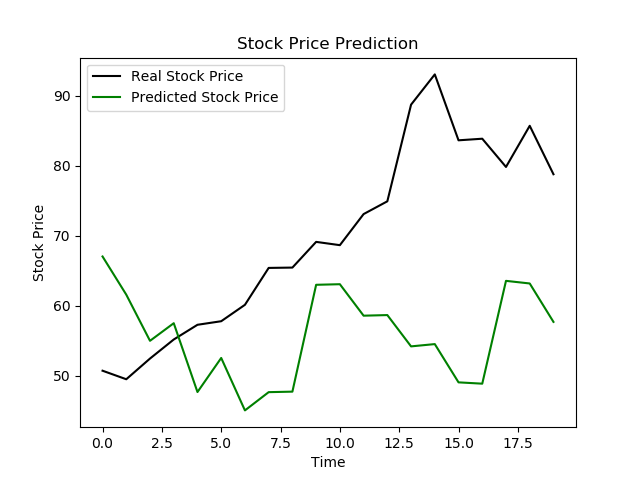 Stock Price Prediction
Real Stock Price
Predicted Stock Price
90
80
70
60
50
Stock Price
0.0 2.5 5.0 7.5 10.0 12.5 15.0 17.5
Time